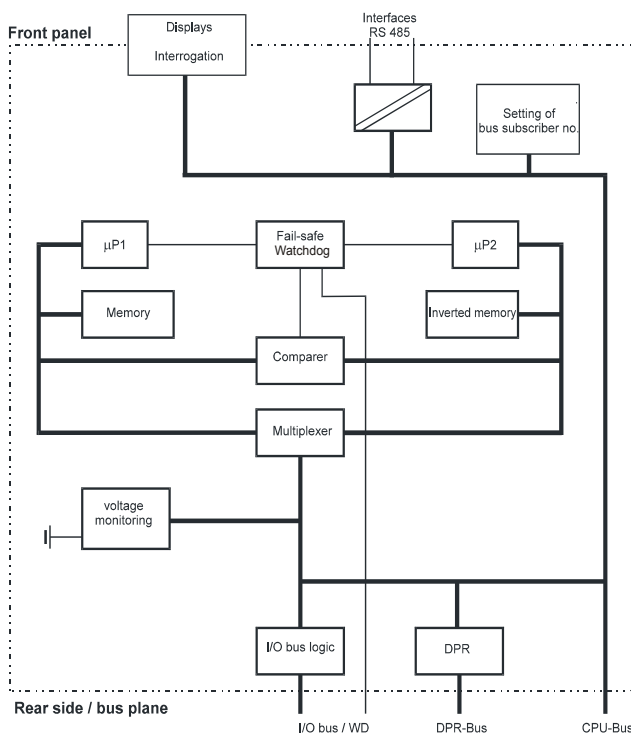 Displays
Interrogation
Interfaces
RS 485
Front panel
Setting of
bus subscriber no.
µP1
Fail-safe
Watchdog
µP2
Memory
Inverted memory
Comparer
Multiplexer
voltage
monitoring
I/O bus logic
DPR
Rear side / bus plane
I/O bus / WD
DPR-Bus
CPU-Bus